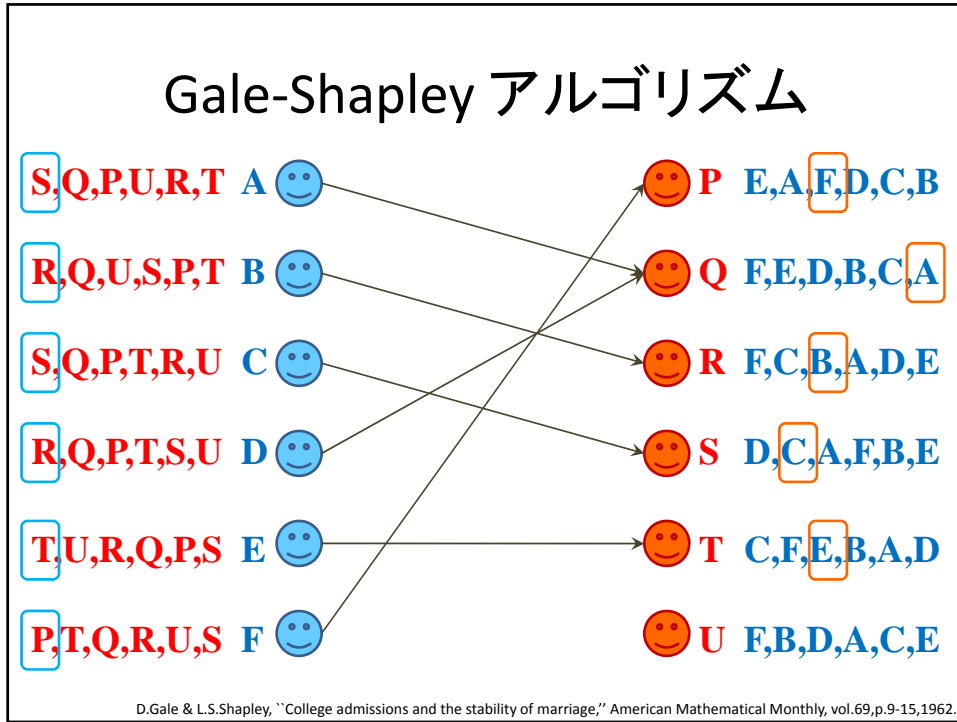 Gale-Shapley アルゴリズム
S,Q,P,U,R,T A P E,A,F,D,C,B
R,Q,U,S,P,T B Q F,E,D,B,C,A
S,Q,P,T,R,U C R F,C,B,A,D,E
R,Q,P,T,S,U D S D,C,A,F,B,E
T,U,R,Q,P,S E T C,F,E,B,A,D
P,T,Q,R,U,S F U F,B,D,A,C,E
D.Gale & L.S.Shapley, ``College admissions and the stability of marriage,’’ American Mathematical Monthly, vol.69,p.9-15,1962.